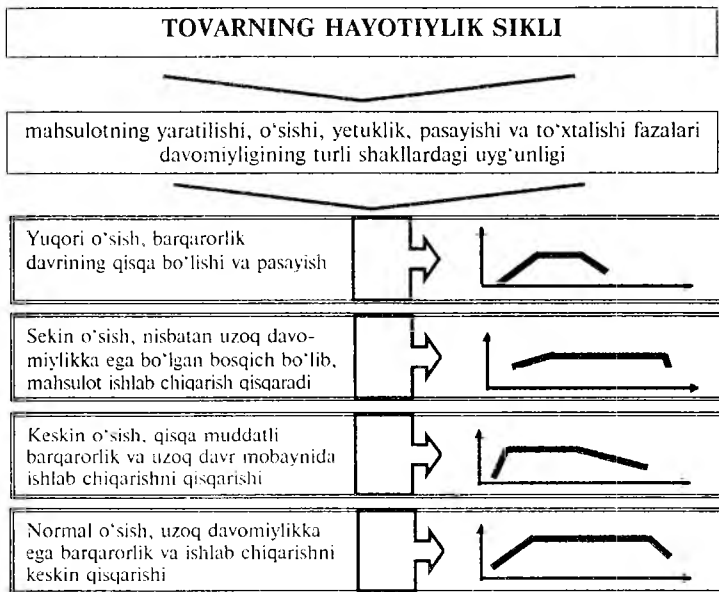 TOVARNING HAYOTIYLIK SIKLI
mahsulotning yaratilishi, o‘sishi, yetuklik, pasayishi va to‘xtalishi fazalari
davomiyligining turli shakllardagi uyg‘unligi
Yuqori o‘sish, barqarorlik
davrining qisqa bo‘lishi va pasayish
Sekin o‘sish, nisbatan uzoq davo-
miylikka ega bo‘lgan bosqich bo‘lib,
mahsulot ishlab chiqarish qisqaradi
Keskin o‘sish, qisqa muddatli
barqarorlik va uzoq davr mobaynida
ishlab chiqarishni qisqarishi
Normal o‘sish, uzoq davomiylikka
ega barqarorlik va ishlab chiqarishni
keskin qisqarishi